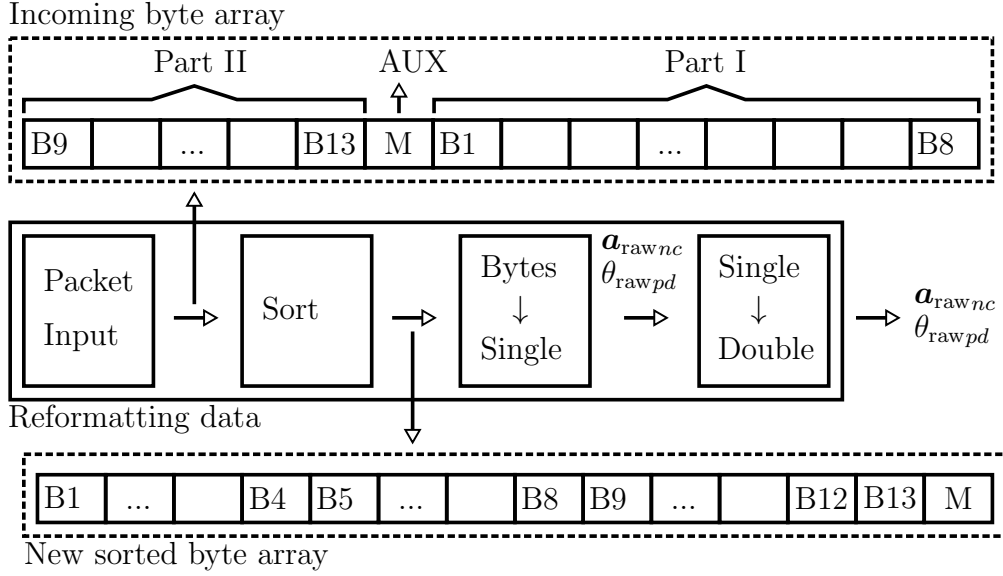 Incoming byte array
Part II AUX Part I
B9 ... B13 M B1 ... B8
Packet
Input
Sort
Bytes
↓
Single
a_raw nc
θ_raw pd
Single
↓
Double
a_raw nc
θ_raw pd
Reformatting data
B1 ... B4 B5 ... B8 B9 ... B12 B13 M
New sorted byte array